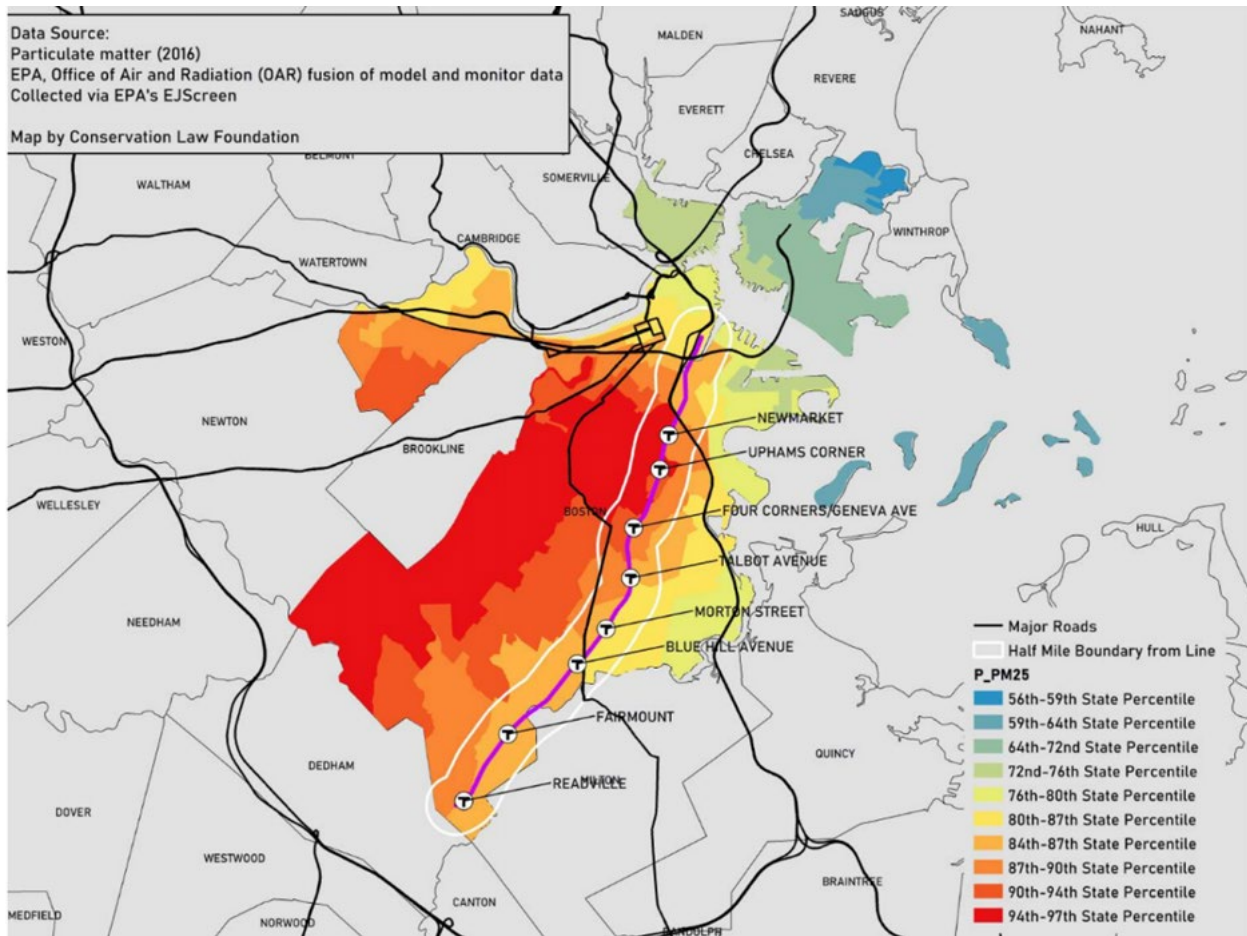 Data Source:
Particulate matter (2016)
EPA, Office of Air and Radiation (OAR) fusion of model and monitor data
Collected via EPA's EJScreen
Map by Conservation Law Foundation
SAUGUS
NAHANT
MALDEN
REVERE
EVERETT
CHELSEA
BELMONT
SOMERVILLE
WALTHAM
WINTHROP
CAMBRIDGE
WATERTOWN
WESTON
NEWTON
BROOKLINE
NEWMARKET
UPHAMS CORNER
WELLESLEY
BOSTON
FOUR CORNERS/GENEVA AVE
HULL
TALBOT AVENUE
NEEDHAM
MORTON STREET
BLUE HILL AVENUE
FAIRMOUNT
QUINCY
DEDHAM
MILTON
READVILLE
DOVER
WESTWOOD
BRAINTREE
CANTON
MEDFIELD
NORWOOD
RANDOLPH
Major Roads
Half Mile Boundary from Line
P_PM25
56th-59th State Percentile
59th-64th State Percentile
64th-72nd State Percentile
72nd-76th State Percentile
76th-80th State Percentile
80th-87th State Percentile
84th-87th State Percentile
87th-90th State Percentile
90th-94th State Percentile
94th-97th State Percentile